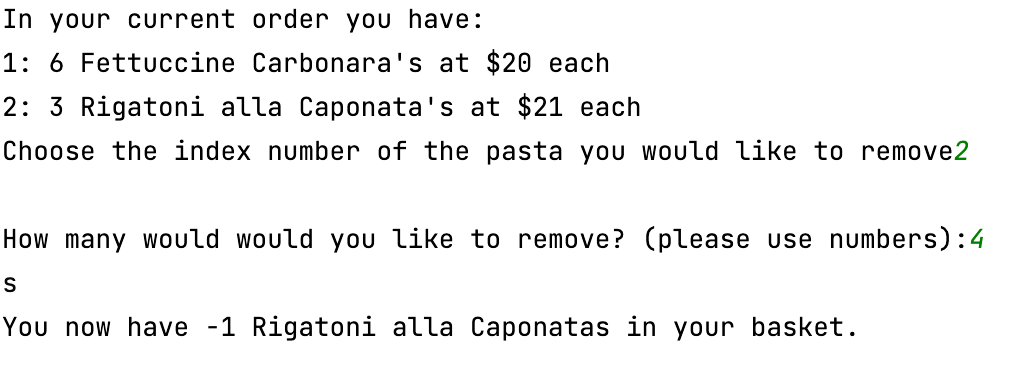 In your current order you have:
1: 6 Fettuccine Carbonara's at $20 each
2: 3 Rigatoni alla Caponata's at $21 each
Choose the index number of the pasta you would like to remove2
How many would would you like to remove? (please use numbers):4
s
You now have -1 Rigatoni alla Caponatas in your basket.